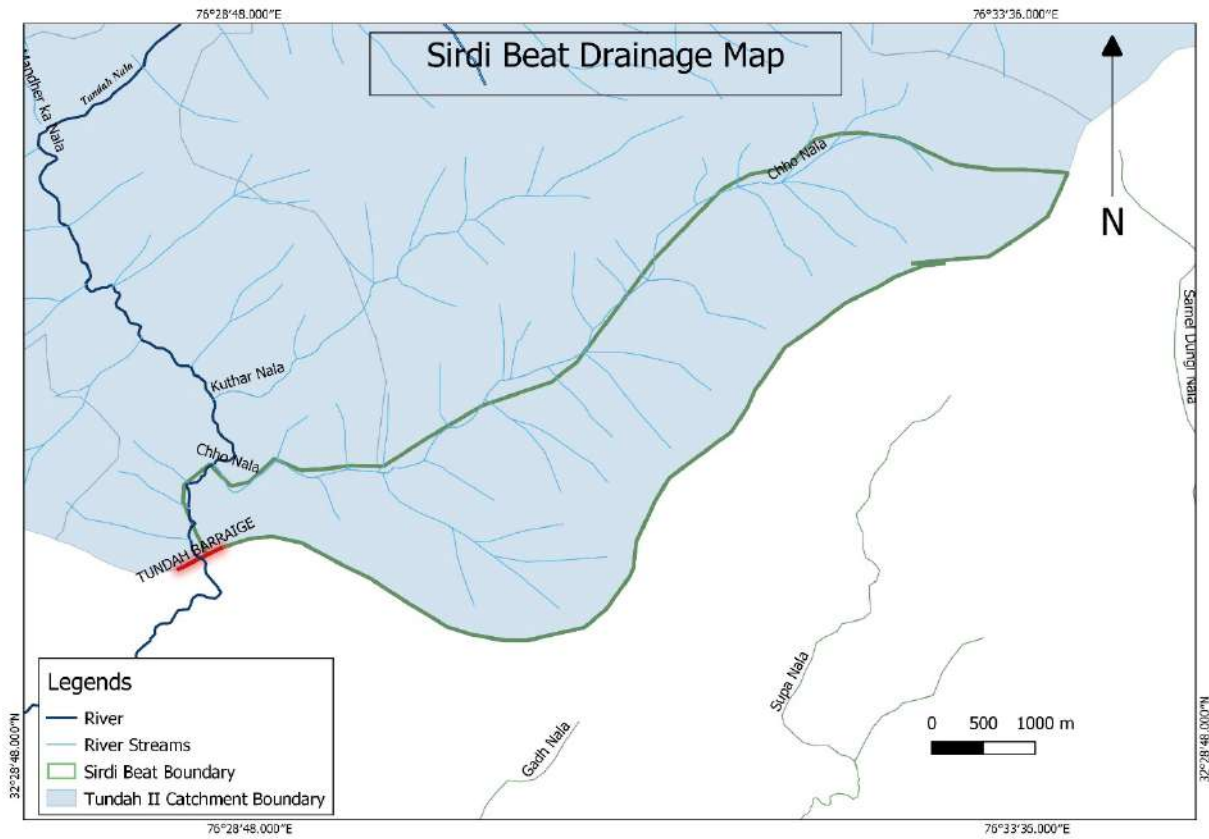 76°28'48.000"E
76°33'36.000"E
Sirdi Beat Drainage Map
Tundah Nala
Mandher ka Nala
Chho Nala
N
Samel Dungi Nala
Kuthar Nala
Chho Nala
TUNDAH BARRAIGE
Supa Nala
Gadh Nala
Legends
River
River Streams
Sirdi Beat Boundary
Tundah II Catchment Boundary
0 500 1000 m
32°28'48.000"N
32°28'48.000"N
76°28'48.000"E
76°33'36.000"E